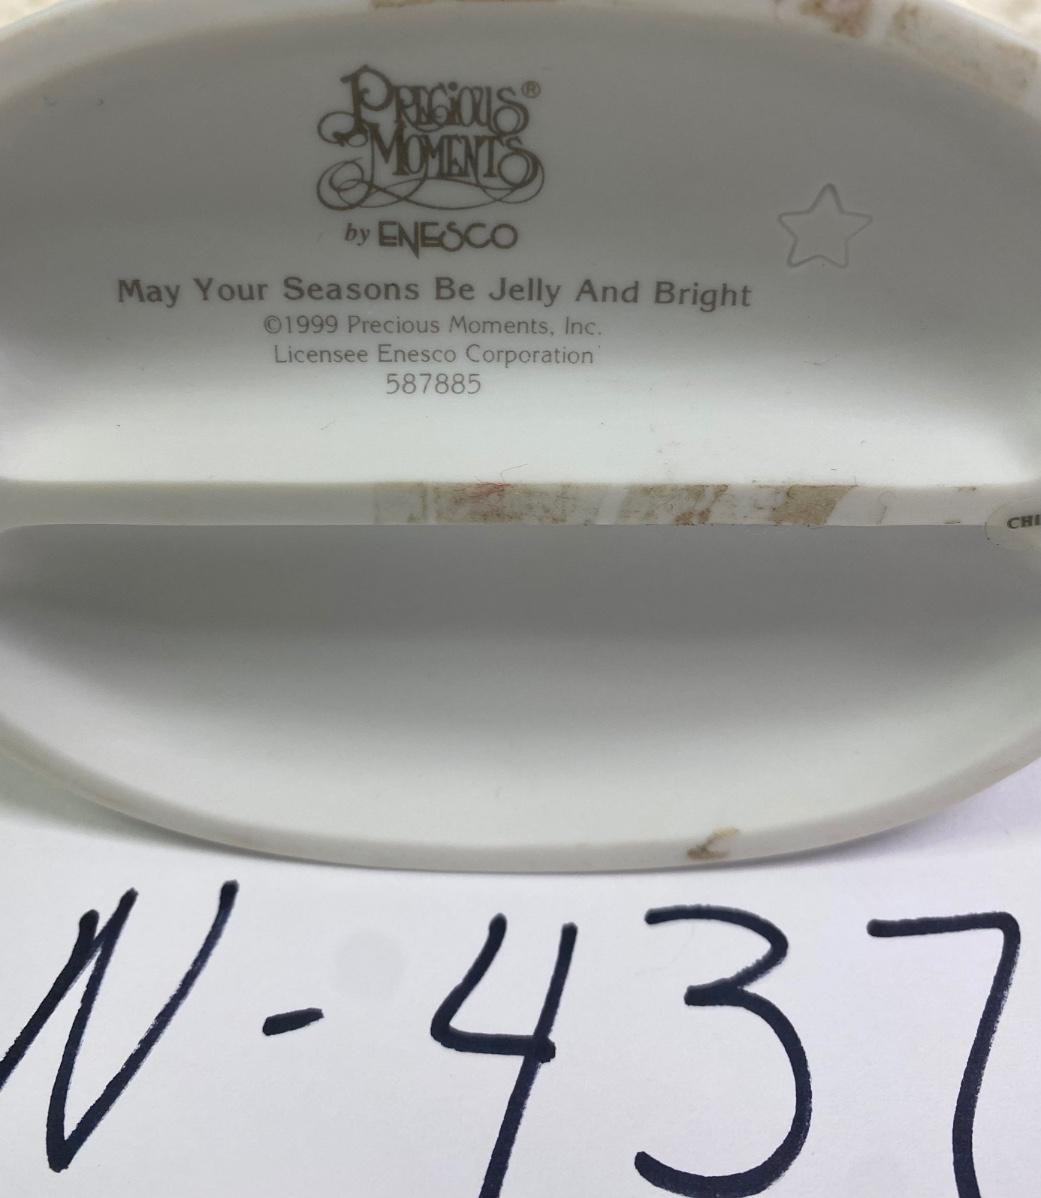 PRECIOUS®
MOMENTS
by ENESCO
May Your Seasons Be Jelly And Bright
©1999 Precious Moments, Inc.
Licensee Enesco Corporation
587885
CHI
N-437